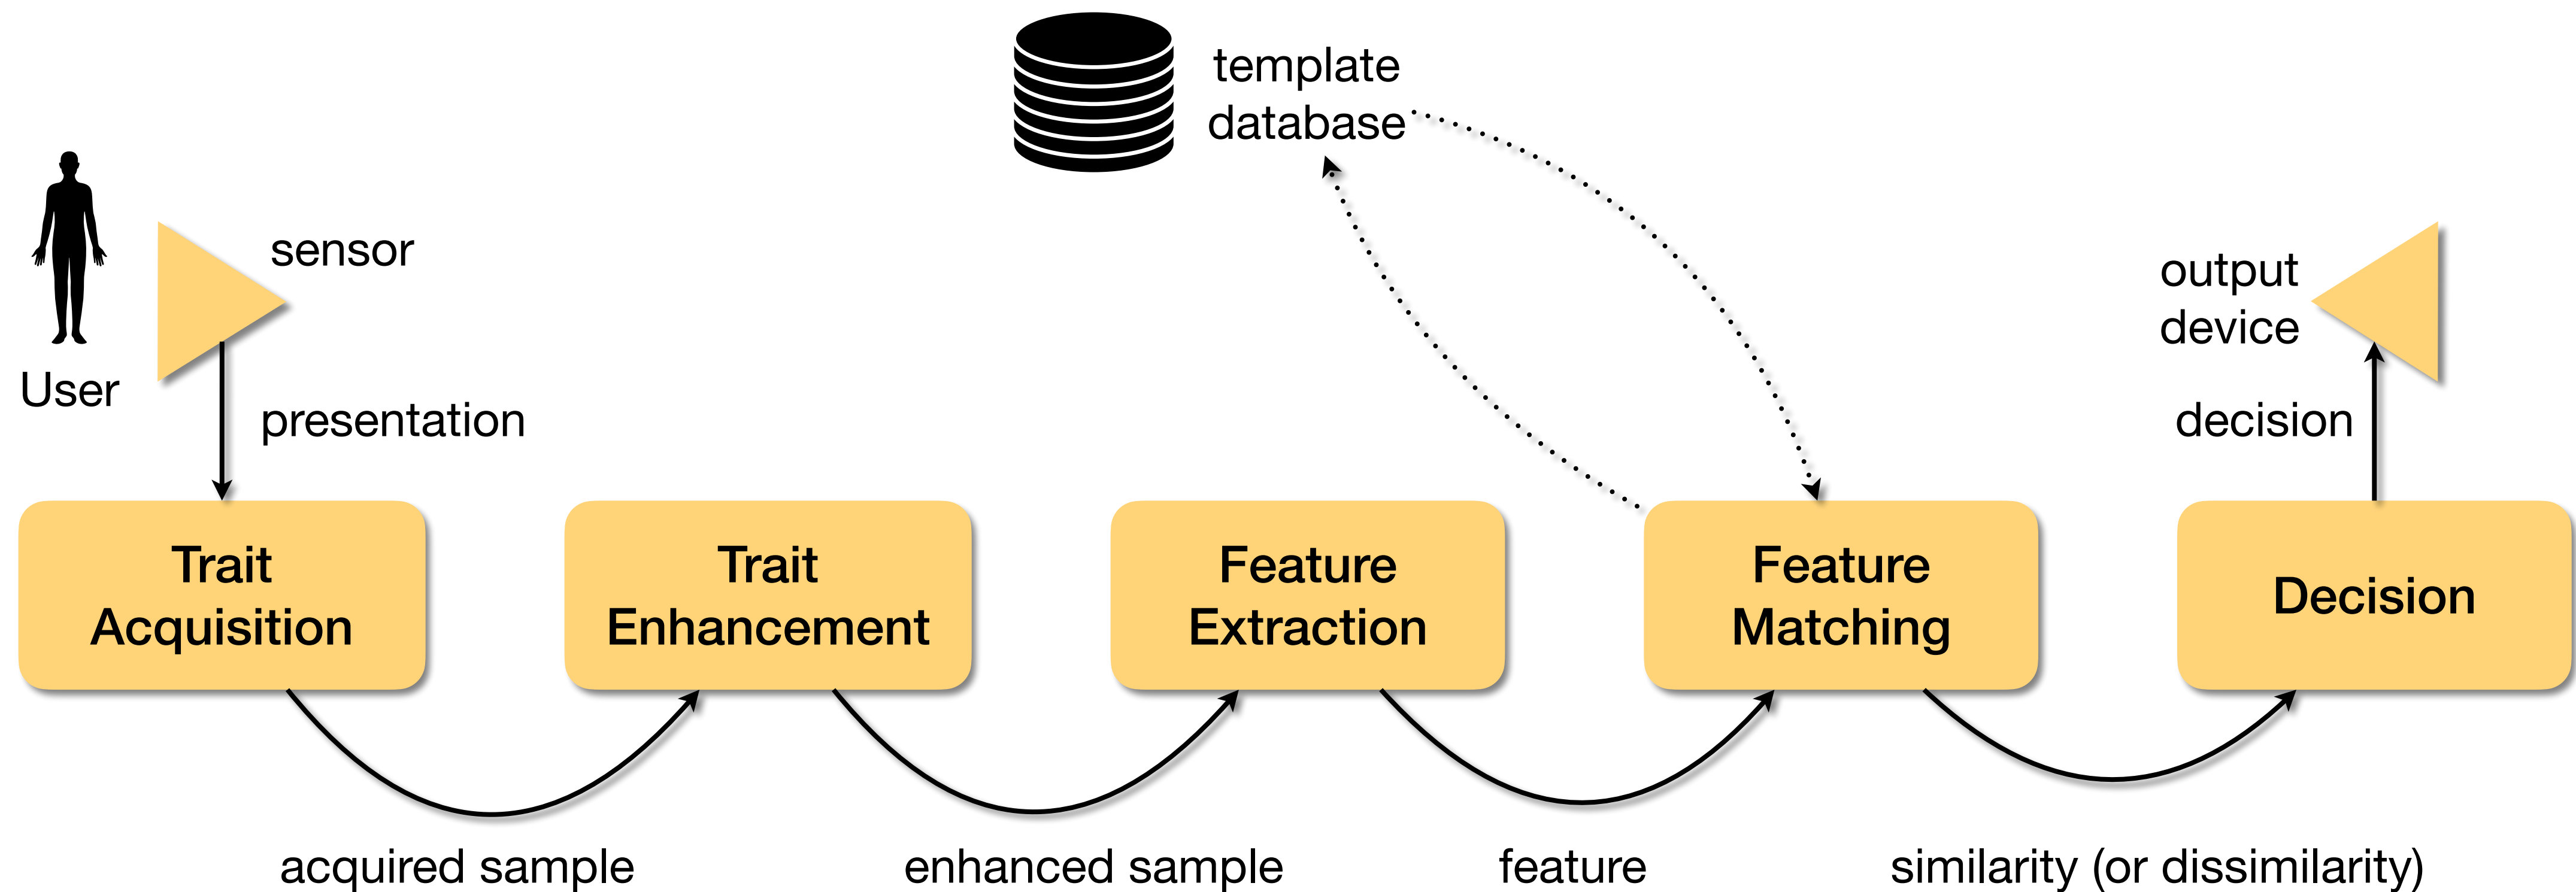 template
database
sensor
User
presentation
output
device
decision
Trait
Acquisition
Trait
Enhancement
Feature
Extraction
Feature
Matching
Decision
acquired sample
enhanced sample
feature
similarity (or dissimilarity)